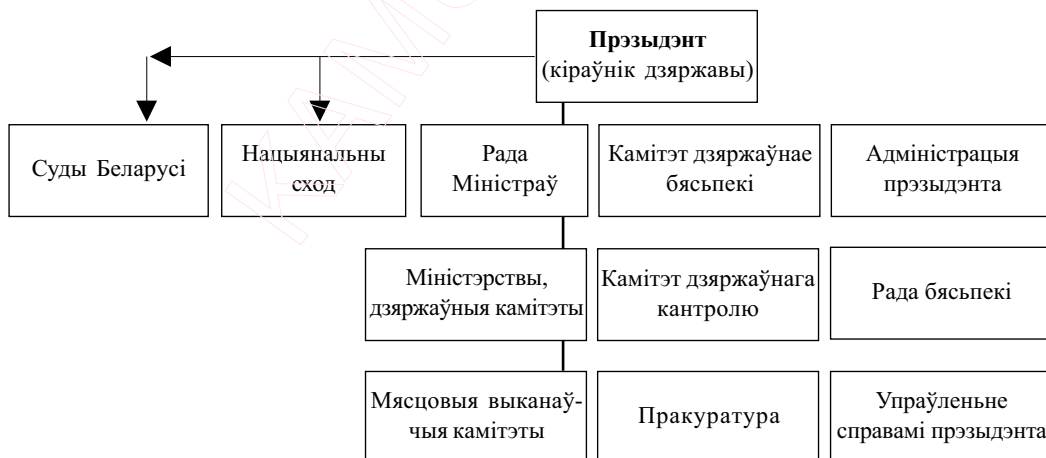 Прэзыдэнт
(кіраўнік дзяржавы)
Суды Беларусі
Нацыянальны
сход
Рада
Міністраў
Камітэт дзяржаўнае
бясьпекі
Адміністрацыя
прэзыдэнта
Міністэрствы,
дзяржаўныя камітэты
Камітэт дзяржаўнага
кантролю
Рада бясьпекі
Мясцовыя выканаў-
чыя камітэты
Пракуратура
Упраўленьне
справамі прэзыдэнта